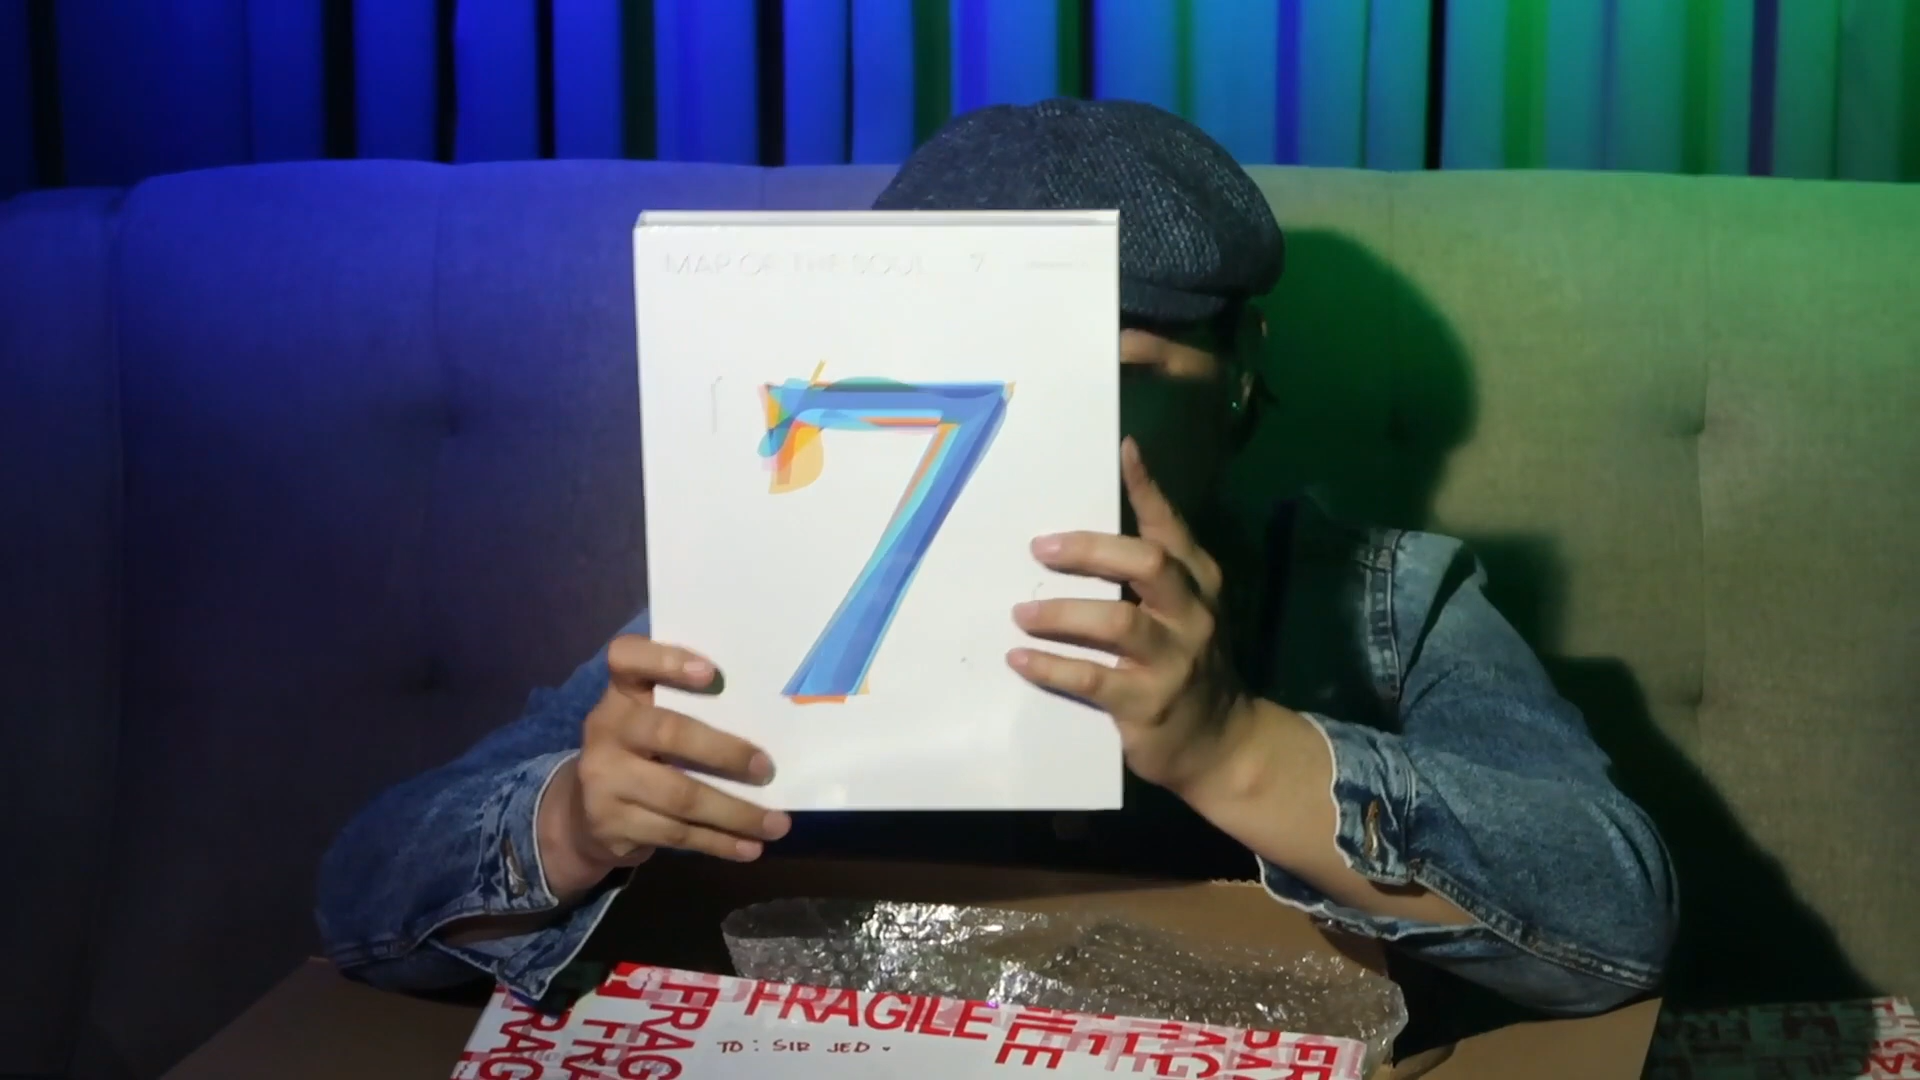 MAP OF THE SOUL 7
7
FRAGILE
TO: SIR JED.